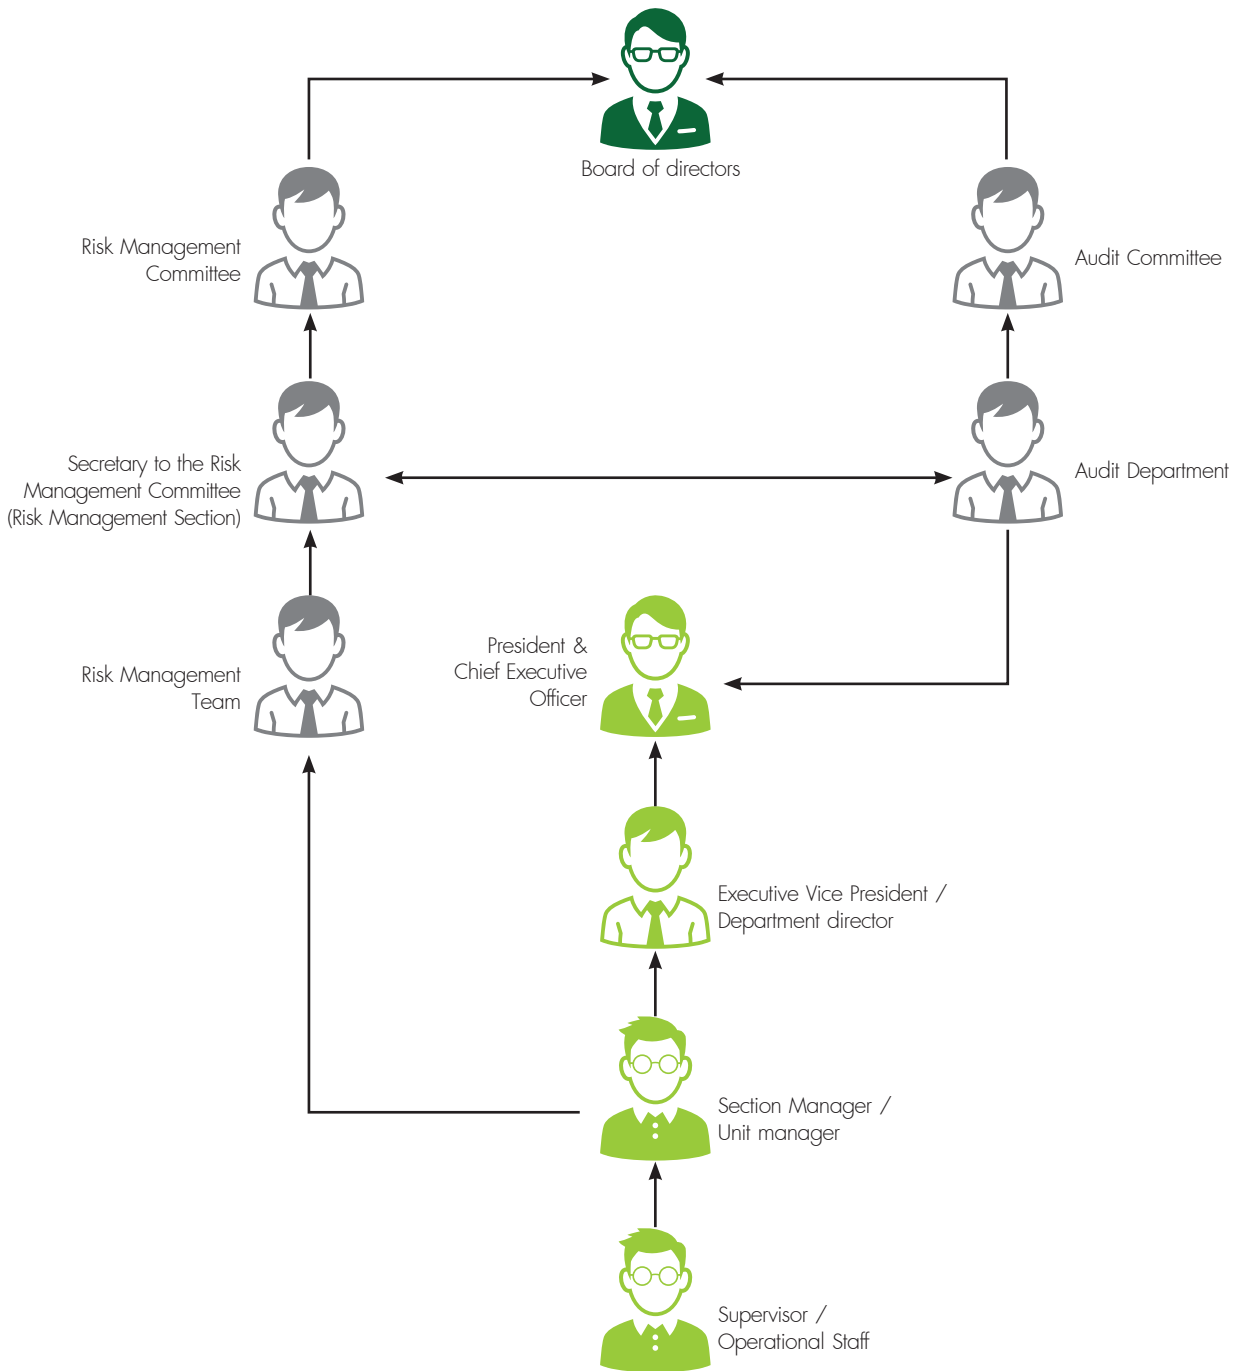 Board of directors
Risk Management
Committee
Audit Committee
Secretary to the Risk
Management Committee
(Risk Management Section)
Audit Department
President &
Chief Executive
Officer
Risk Management
Team
Executive Vice President /
Department director
Section Manager /
Unit manager
Supervisor /
Operational Staff